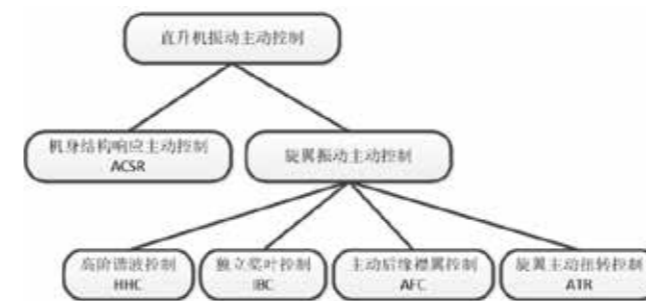 直升机振动主动控制
机身结构响应主动控制
ACSR
旋翼振动主动控制
高阶谐波控制
HHC
独立桨叶控制
IBC
主动后缘襟翼控制
AFC
旋翼主动扭转控制
ATR